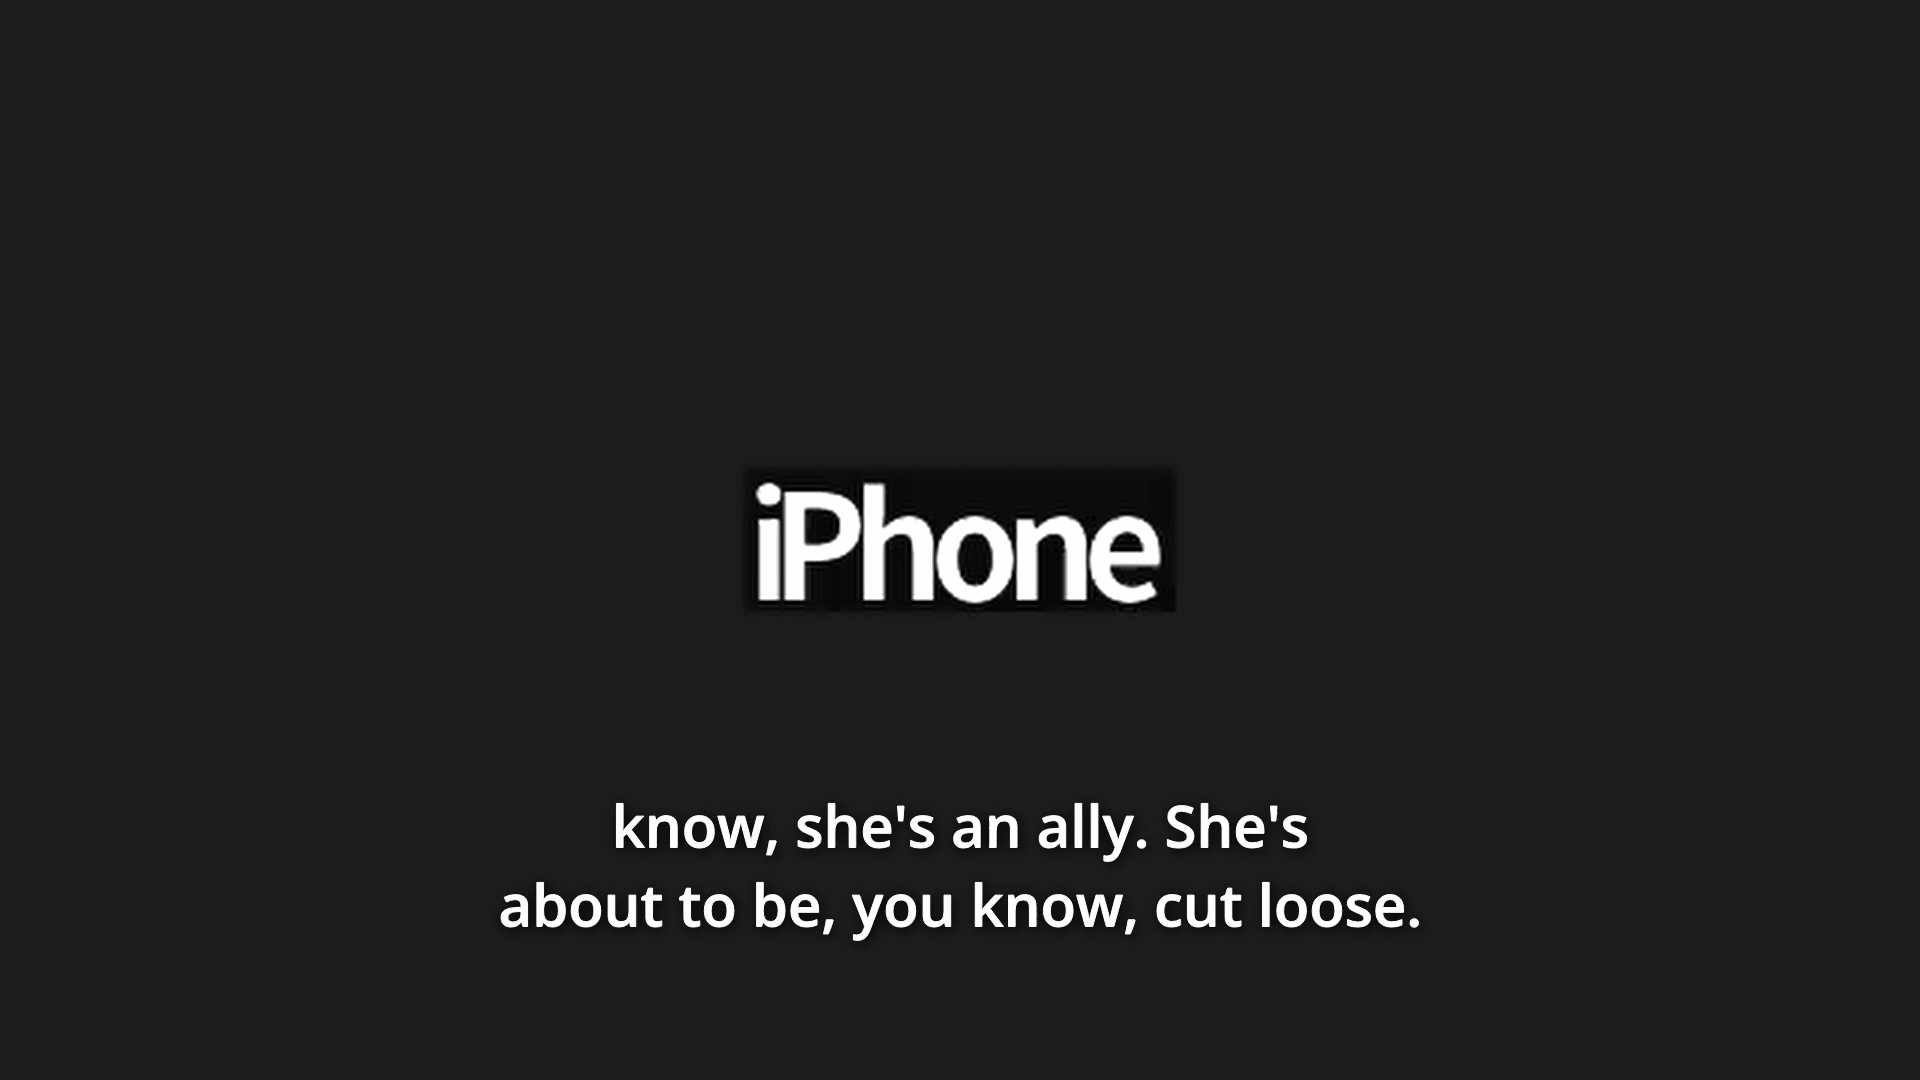 iPhone
know, she's an ally. She's
about to be, you know, cut loose.